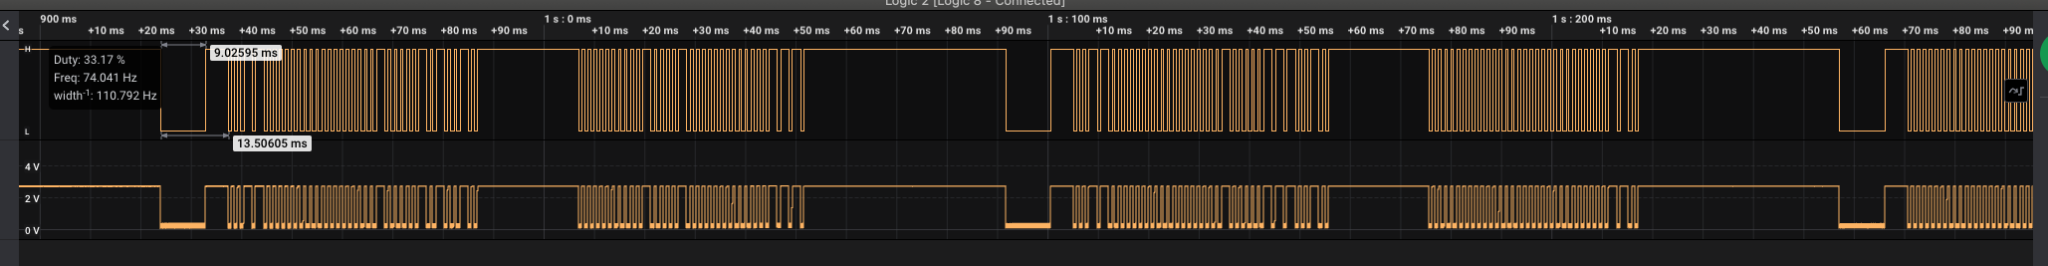 Logic 2 [Logic 8 - Connected]
900 ms 1 s : 0 ms 1 s : 100 ms 1 s : 200 ms
s +10 ms +20 ms +30 ms +40 ms +50 ms +60 ms +70 ms +80 ms +90 ms +10 ms +20 ms +30 ms +40 ms +50 ms +60 ms +70 ms +80 ms +90 ms +10 ms +20 ms +30 ms +40 ms +50 ms +60 ms +70 ms +80 ms +90 ms +10 ms +20 ms +30 ms +40 ms +50 ms +60 ms +70 ms +80 ms +90 m
H
9.02595 ms
Duty: 33.17 %
Freq: 74.041 Hz
width⁻¹: 110.792 Hz
L
13.50605 ms
4 V
2 V
0 V